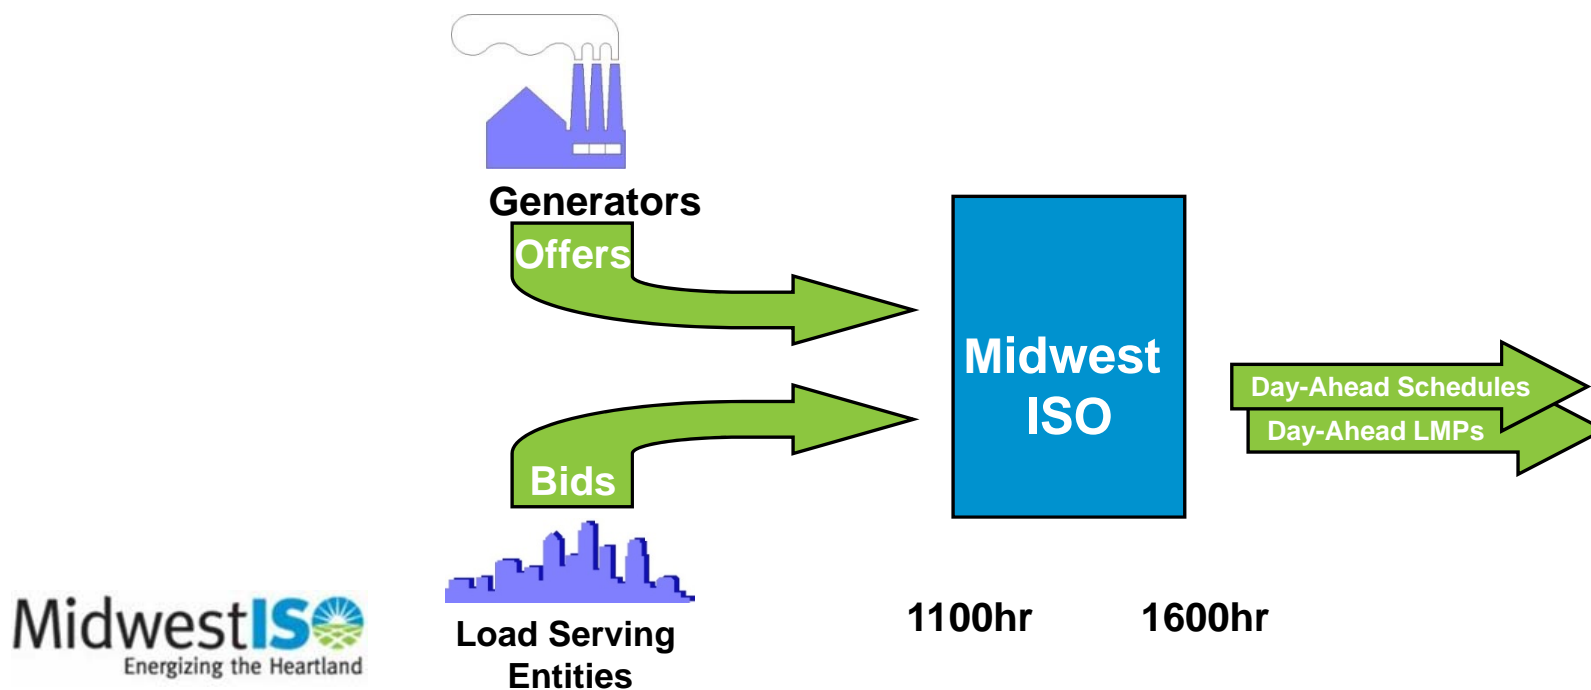 Generators
Offers
Midwest
ISO
Day-Ahead Schedules
Day-Ahead LMPs
Bids
Load Serving
Entities
1100hr
1600hr
MidwestISO
Energizing the Heartland